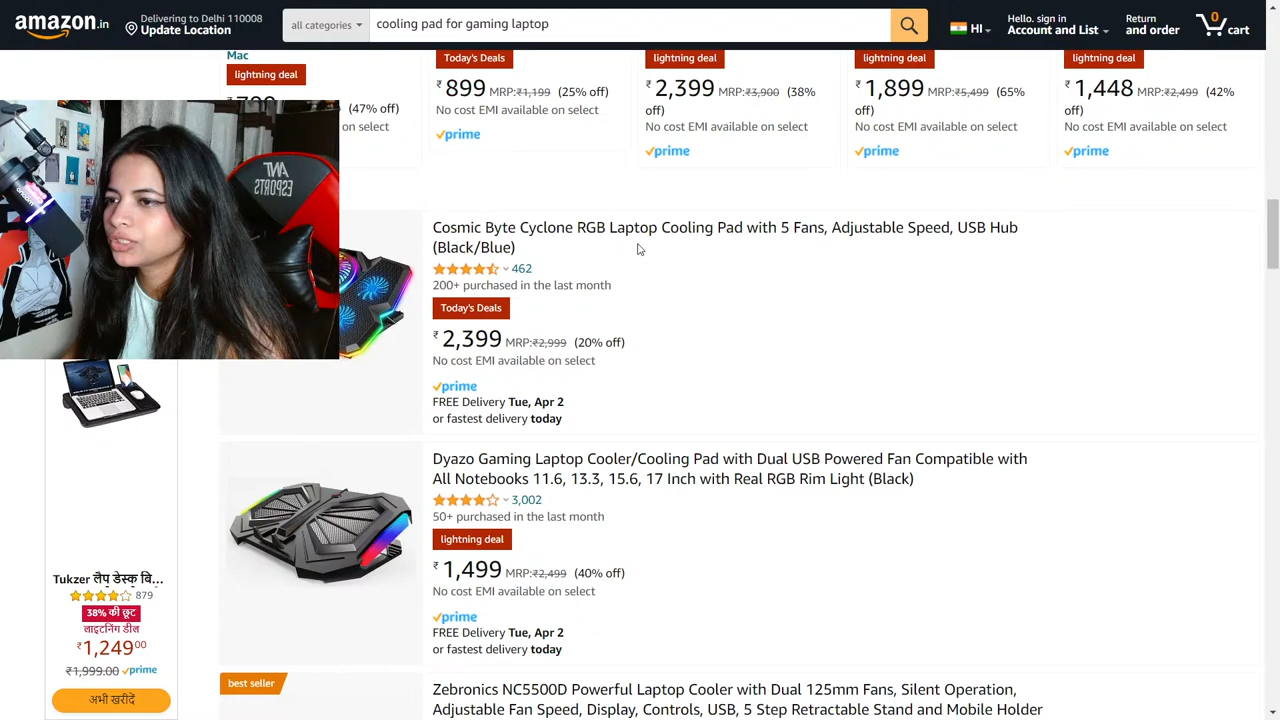 amazon.in
Delivering to Delhi 110008
Update Location
all categories
cooling pad for gaming laptop
HI
Hello. sign in
Account and List
Return
and order
0
cart
Mac
lightning deal
(47% off)
on select
Today's Deals
₹899 MRP:₹1,199 (25% off)
No cost EMI available on select
prime
lightning deal
₹2,399 MRP:₹3,900 (38%
off)
No cost EMI available on select
prime
lightning deal
₹1,899 MRP:₹5,499 (65%
off)
No cost EMI available on select
prime
lightning deal
₹1,448 MRP:₹2,499 (42%
off)
No cost EMI available on select
prime
ANT
ESPORTS
Cosmic Byte Cyclone RGB Laptop Cooling Pad with 5 Fans, Adjustable Speed, USB Hub
(Black/Blue)
462
200+ purchased in the last month
Today's Deals
₹2,399 MRP:₹2,999 (20% off)
No cost EMI available on select
prime
FREE Delivery Tue, Apr 2
or fastest delivery today
Dyazo Gaming Laptop Cooler/Cooling Pad with Dual USB Powered Fan Compatible with
All Notebooks 11.6, 13.3, 15.6, 17 Inch with Real RGB Rim Light (Black)
3,002
50+ purchased in the last month
lightning deal
₹1,499 MRP:₹2,499 (40% off)
No cost EMI available on select
prime
FREE Delivery Tue, Apr 2
or fastest delivery today
Tukzer लैप डेस्क बि...
879
38% की छूट
लाइटनिंग डील
₹1,249.00
₹1,999.00 prime
अभी खरीदें
best seller
Zebronics NC5500D Powerful Laptop Cooler with Dual 125mm Fans, Silent Operation,
Adjustable Fan Speed, Display, Controls, USB, 5 Step Retractable Stand and Mobile Holder